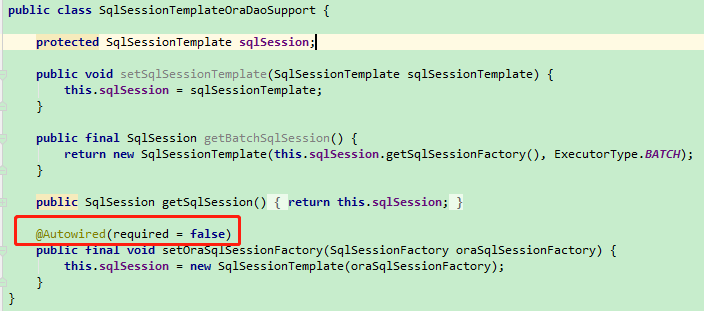 public class SqlSessionTemplateOraDaoSupport {
protected SqlSessionTemplate sqlSession;
public void setSqlSessionTemplate(SqlSessionTemplate sqlSessionTemplate) {
this.sqlSession = sqlSessionTemplate;
}
public final SqlSession getBatchSqlSession() {
return new SqlSessionTemplate(this.sqlSession.getSqlSessionFactory(), ExecutorType.BATCH);
}
public SqlSession getSqlSession() { return this.sqlSession; }
@Autowired(required = false)
public final void setOraSqlSessionFactory(SqlSessionFactory oraSqlSessionFactory) {
this.sqlSession = new SqlSessionTemplate(oraSqlSessionFactory);
}
}